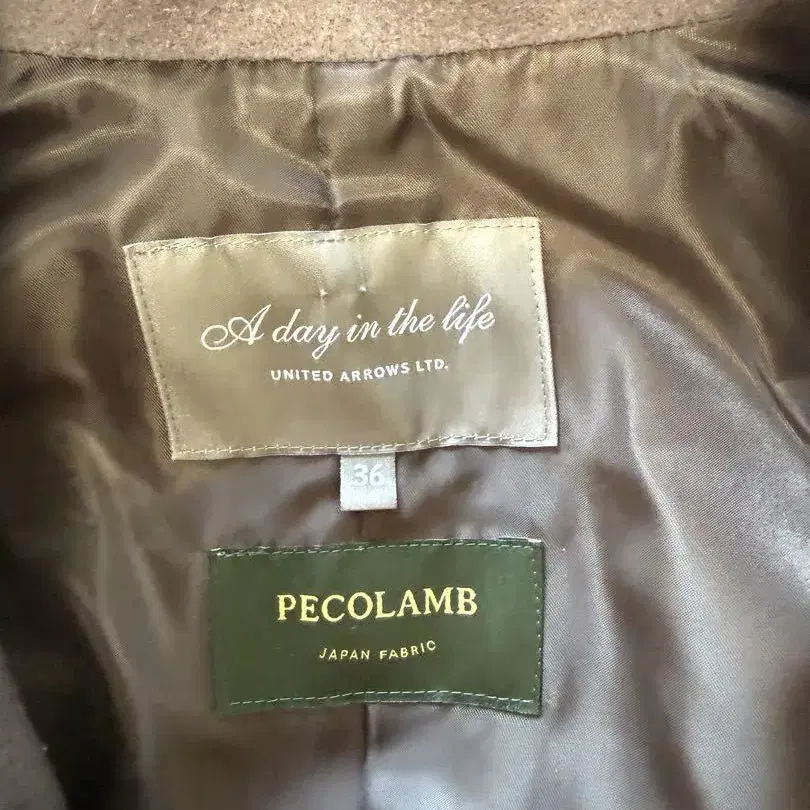 A day in the life
UNITED ARROWS LTD.
36
PECOLAMB
JAPAN FABRIC